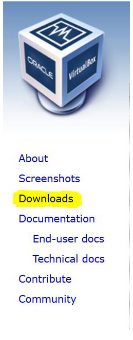 ORACLE
VirtualBox
About
Screenshots
Downloads
Documentation
End-user docs
Technical docs
Contribute
Community